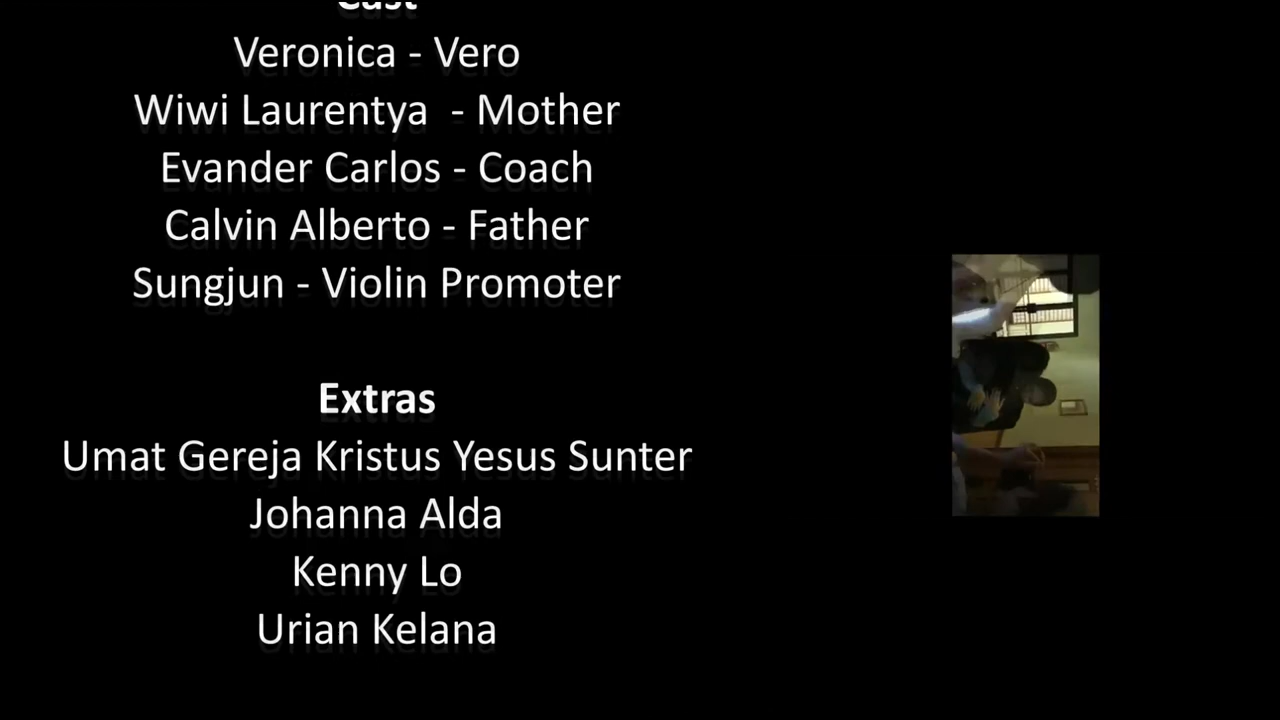 Cast
Veronica - Vero
Wiwi Laurentya - Mother
Evander Carlos - Coach
Calvin Alberto - Father
Sungjun - Violin Promoter
Extras
Umat Gereja Kristus Yesus Sunter
Johanna Alda
Kenny Lo
Urian Kelana